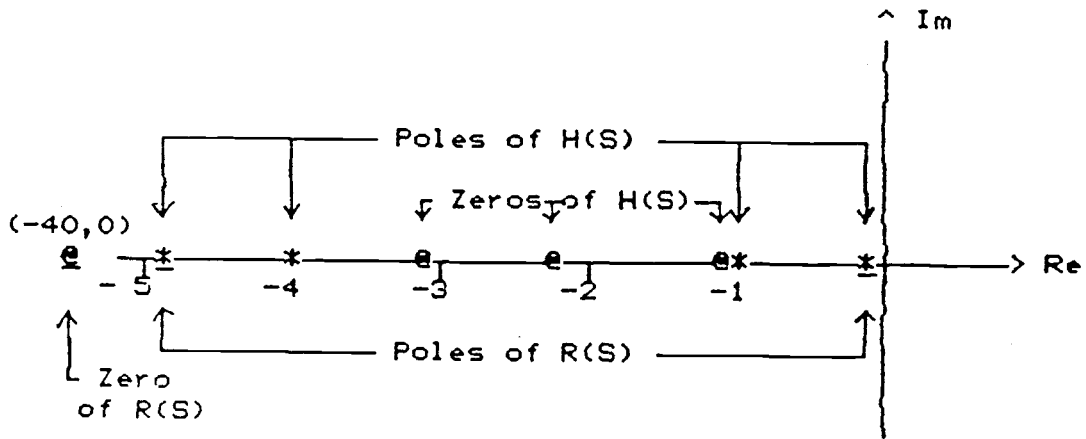 Im
Poles of H(S)
Zeros of H(S)
(-40,0)
Re
-5
-4
-3
-2
-1
Poles of R(S)
Zero
of R(S)